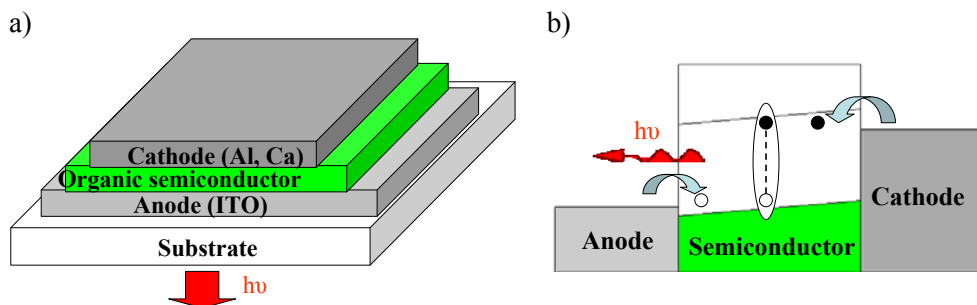 a)
Cathode (Al, Ca)
Organic semiconductor
Anode (ITO)
Substrate
hυ
b)
hυ
Cathode
Anode
Semiconductor